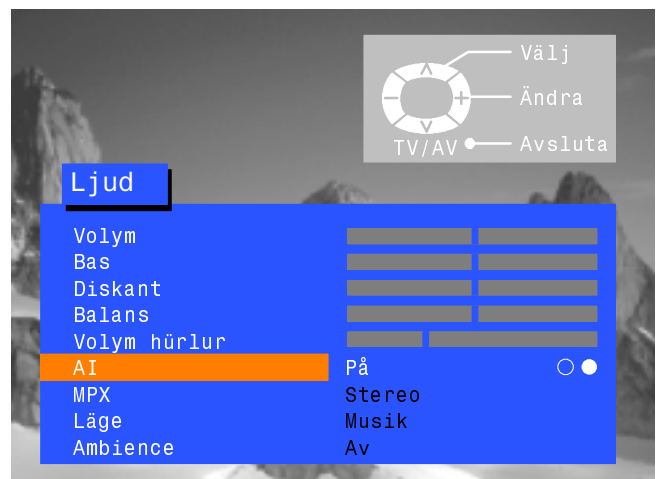 Välj
Ändra
TV/AV Avsluta
Ljud
Volym
Bas
Diskant
Balans
Volym hürlur
AI På
MPX Stereo
Läge Musik
Ambience Av